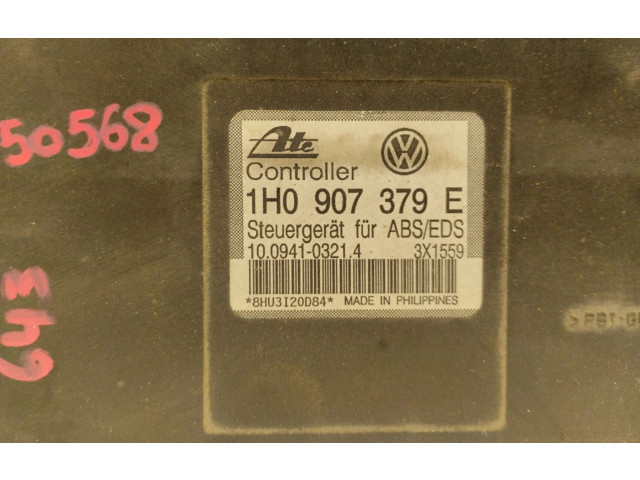 50568
643
Ate
Controller
1H0 907 379 E
Steuergerät für ABS/EDS
10.0941-0321.4 3X1559
*8HU3I20D84* MADE IN PHILIPPINES